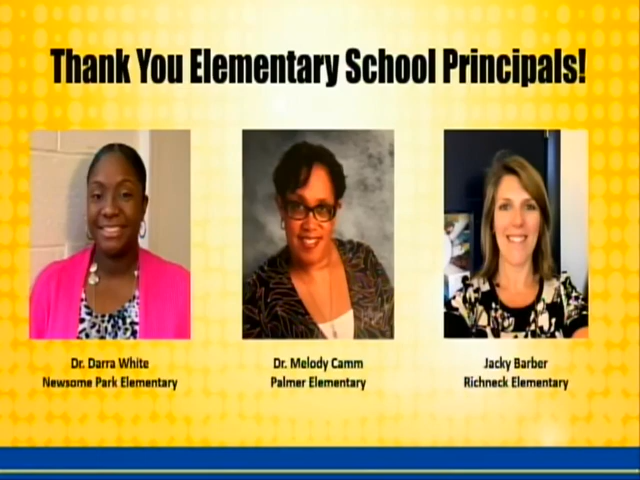 Thank You Elementary School Principals!
Dr. Darra White
Newsome Park Elementary
Dr. Melody Camm
Palmer Elementary
Jacky Barber
Richneck Elementary